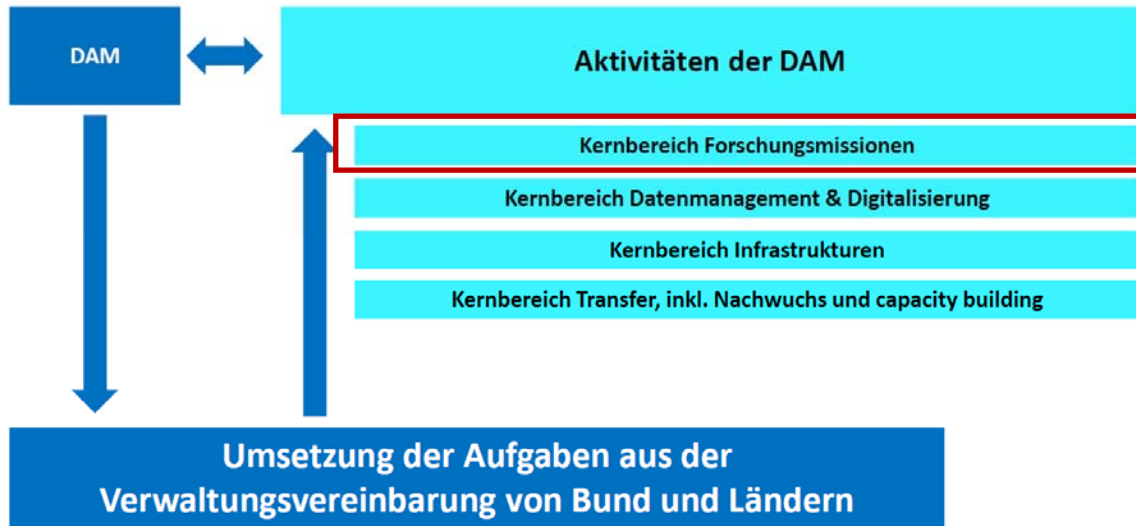 DAM
Aktivitäten der DAM
Kernbereich Forschungsmissionen
Kernbereich Datenmanagement & Digitalisierung
Kernbereich Infrastrukturen
Kernbereich Transfer, inkl. Nachwuchs und capacity building
Umsetzung der Aufgaben aus der
Verwaltungsvereinbarung von Bund und Ländern